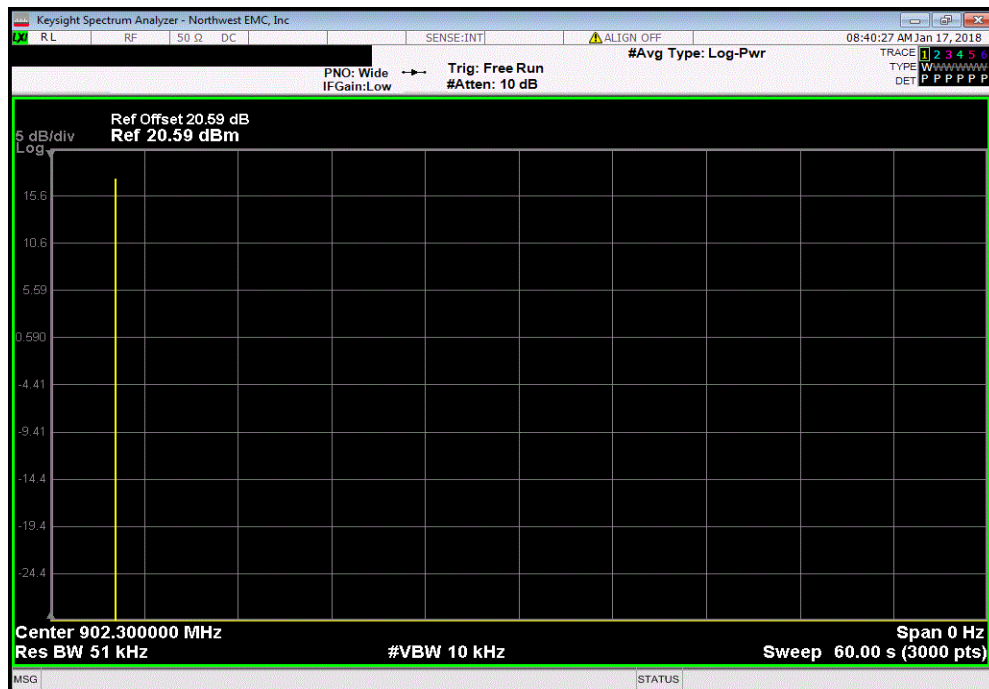 Keysight Spectrum Analyzer - Northwest EMC, Inc
LXI RL RF 50 Ω DC SENSE:INT ALIGN OFF 08:40:27 AM Jan 17, 2018
#Avg Type: Log-Pwr TRACE 1 2 3 4 5 6
PNO: Wide Trig: Free Run TYPE WWWWWW
IFGain:Low #Atten: 10 dB DET P P P P P P
Ref Offset 20.59 dB
5 dB/div Ref 20.59 dBm
Log
15.6
10.6
5.59
0.590
-4.41
-9.41
-14.4
-19.4
-24.4
Center 902.300000 MHz Span 0 Hz
Res BW 51 kHz #VBW 10 kHz Sweep 60.00 s (3000 pts)
MSG STATUS